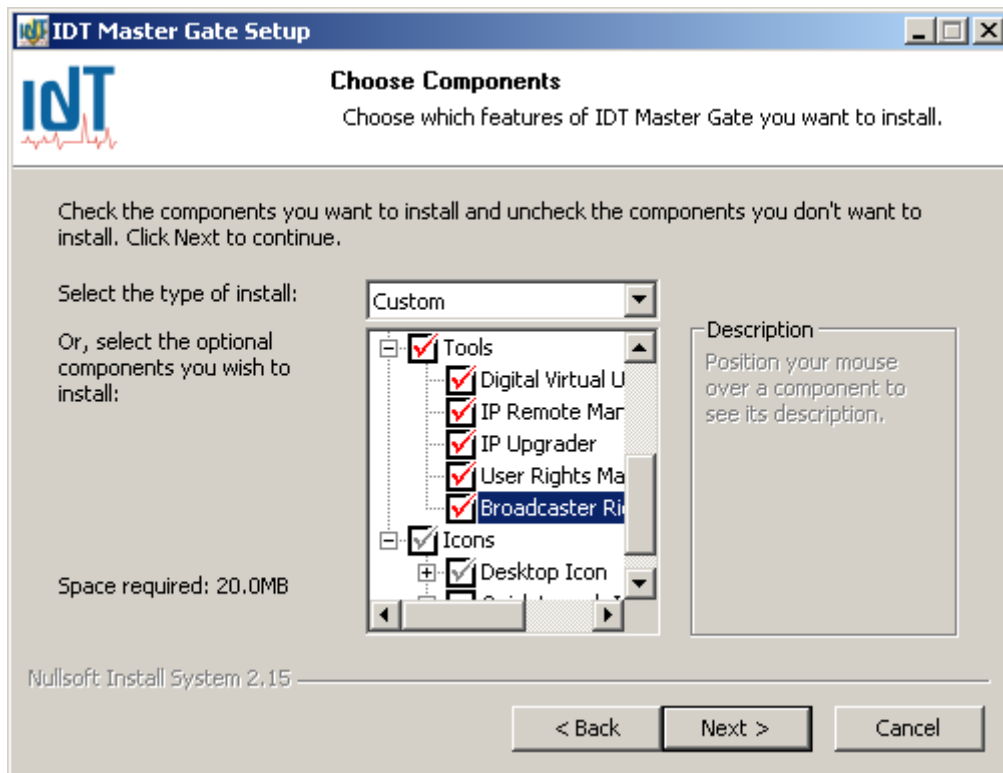 IDT Master Gate Setup
IDT
Choose Components
Choose which features of IDT Master Gate you want to install.
Check the components you want to install and uncheck the components you don't want to
install. Click Next to continue.
Select the type of install:
Custom
Or, select the optional
components you wish to
install:
Tools
Digital Virtual U
IP Remote Mar
IP Upgrader
User Rights Ma
Broadcaster Ri
Icons
Desktop Icon
Description
Position your mouse
over a component to
see its description.
Space required: 20.0MB
Nullsoft Install System 2.15
< Back
Next >
Cancel